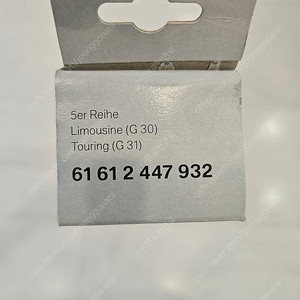 5er Reihe
Limousine (G 30)
Touring (G 31)
61 61 2 447 932